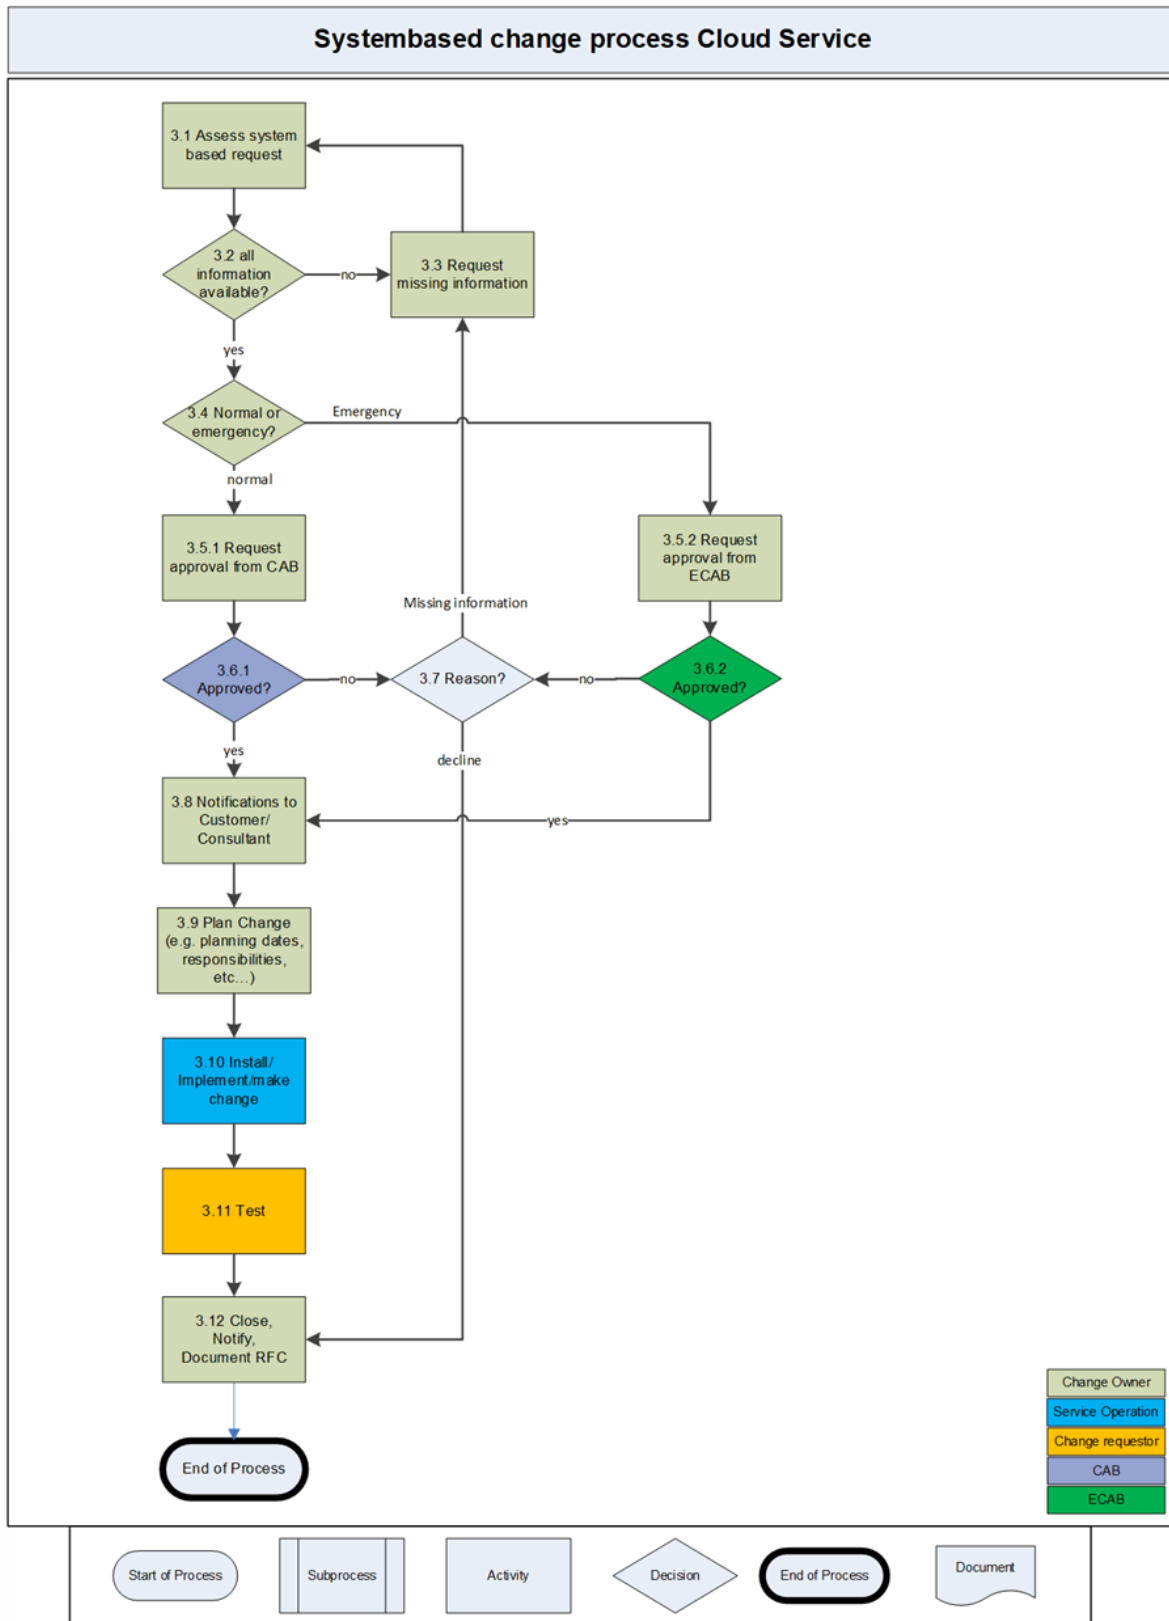 Systembased change process Cloud Service
3.1 Assess system
based request
3.2 all
information
available?
no
3.3 Request
missing information
yes
3.4 Normal or
emergency?
Emergency
normal
3.5.1 Request
approval from CAB
3.5.2 Request
approval from
ECAB
Missing information
3.6.1
Approved?
no
3.7 Reason?
no
3.6.2
Approved?
yes
decline
3.8 Notifications to
Customer/
Consultant
yes
3.9 Plan Change
(e.g. planning dates,
responsibilities,
etc...)
3.10 Install/
Implement/make
change
3.11 Test
3.12 Close,
Notify,
Document RFC
End of Process
Change Owner
Service Operation
Change requestor
CAB
ECAB
Start of Process
Subprocess
Activity
Decision
End of Process
Document